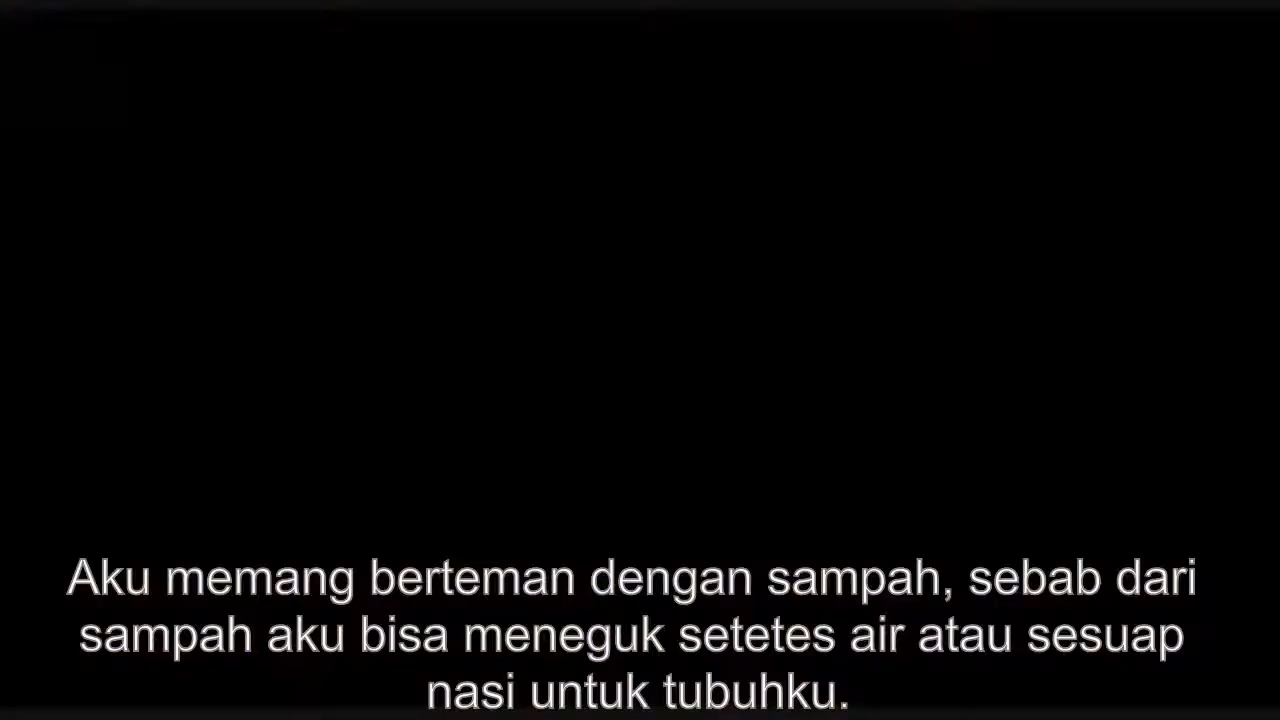 Aku memang berteman dengan sampah, sebab dari
sampah aku bisa meneguk setetes air atau sesuap
nasi untuk tubuhku.